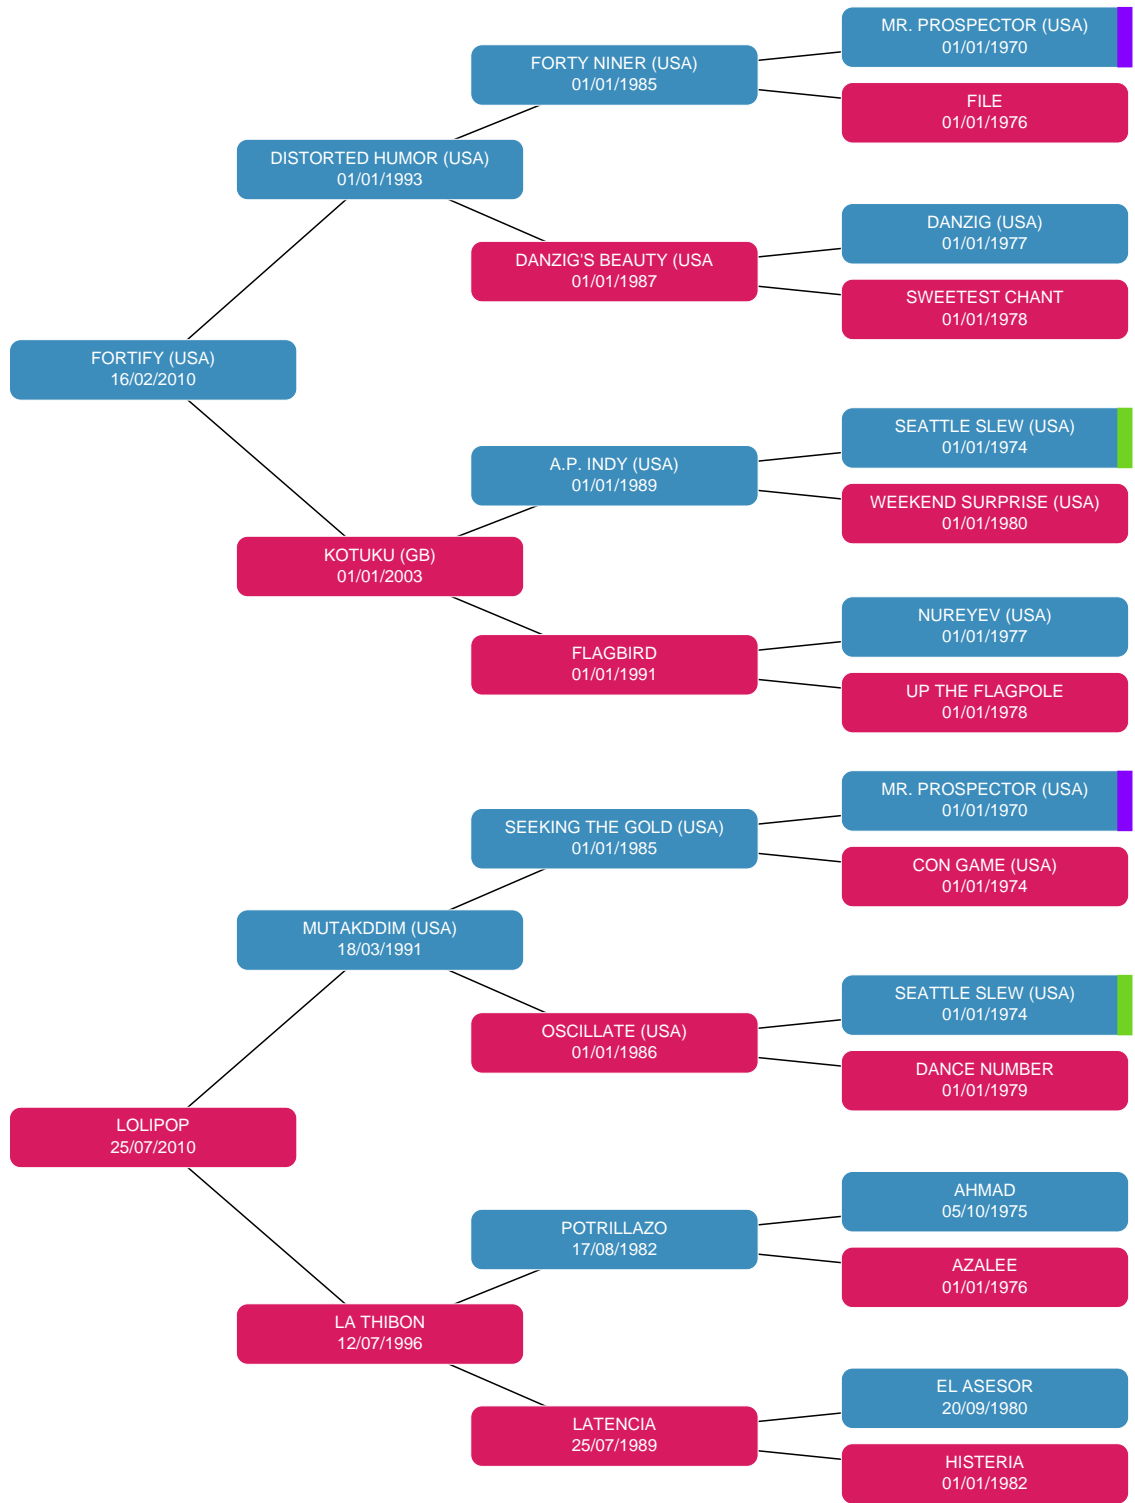 MR. PROSPECTOR (USA)
01/01/1970
FORTY NINER (USA)
01/01/1985
FILE
01/01/1976
DISTORTED HUMOR (USA)
01/01/1993
DANZIG (USA)
01/01/1977
DANZIG'S BEAUTY (USA
01/01/1987
SWEETEST CHANT
01/01/1978
FORTIFY (USA)
16/02/2010
SEATTLE SLEW (USA)
01/01/1974
A.P. INDY (USA)
01/01/1989
WEEKEND SURPRISE (USA)
01/01/1980
KOTUKU (GB)
01/01/2003
NUREYEV (USA)
01/01/1977
FLAGBIRD
01/01/1991
UP THE FLAGPOLE
01/01/1978
MR. PROSPECTOR (USA)
01/01/1970
SEEKING THE GOLD (USA)
01/01/1985
CON GAME (USA)
01/01/1974
MUTAKDDIM (USA)
18/03/1991
SEATTLE SLEW (USA)
01/01/1974
OSCILLATE (USA)
01/01/1986
DANCE NUMBER
01/01/1979
LOLIPOP
25/07/2010
AHMAD
05/10/1975
POTRILLAZO
17/08/1982
AZALEE
01/01/1976
LA THIBON
12/07/1996
EL ASESOR
20/09/1980
LATENCIA
25/07/1989
HISTERIA
01/01/1982